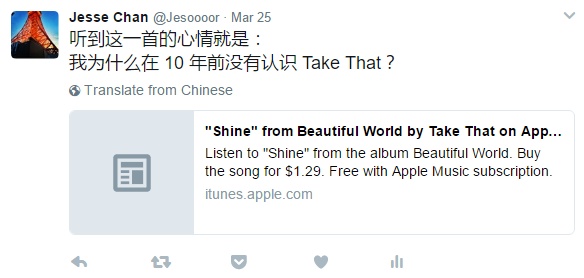 Jesse Chan @Jesoooor · Mar 25
听到这一首的心情就是：
我为什么在 10 年前没有认识 Take That？
Translate from Chinese
"Shine" from Beautiful World by Take That on App...
Listen to "Shine" from the album Beautiful World. Buy
the song for $1.29. Free with Apple Music subscription.
itunes.apple.com